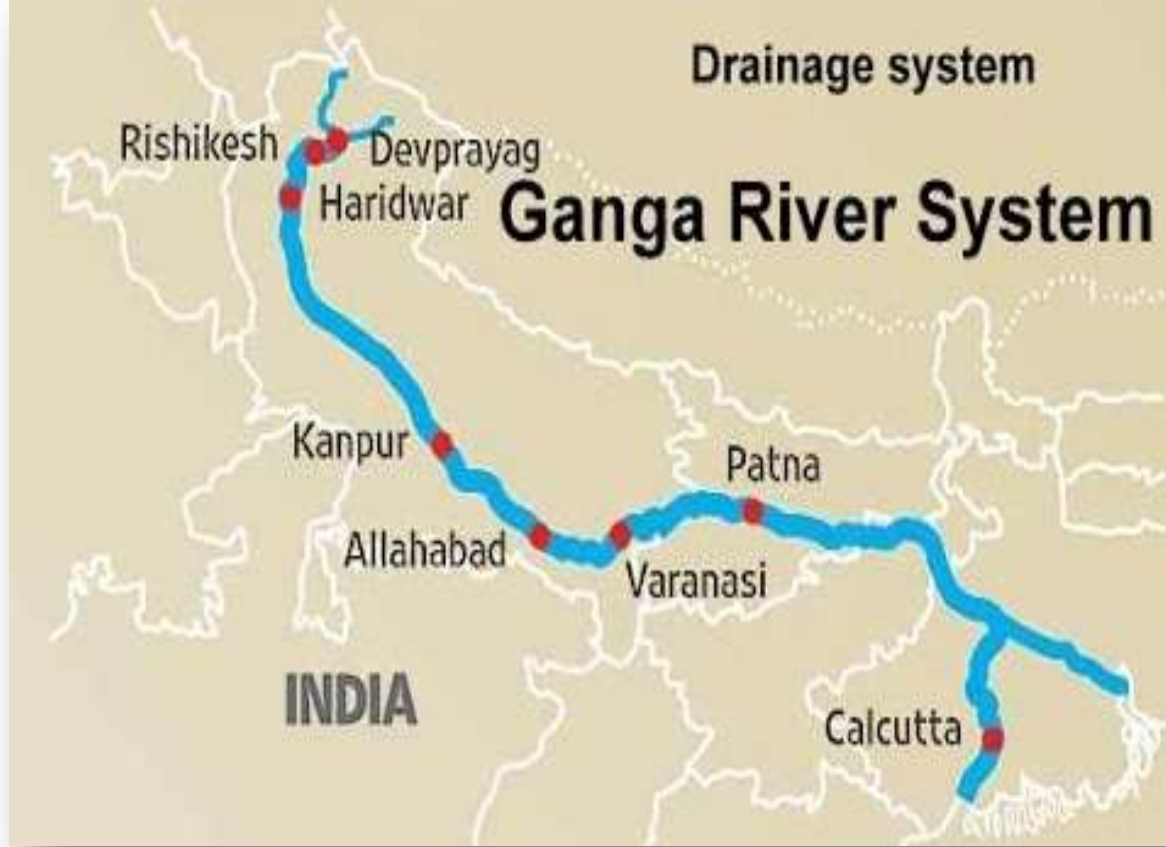 Drainage system
Rishikesh
Devprayag
Haridwar
Ganga River System
Kanpur
Patna
Allahabad
Varanasi
INDIA
Calcutta